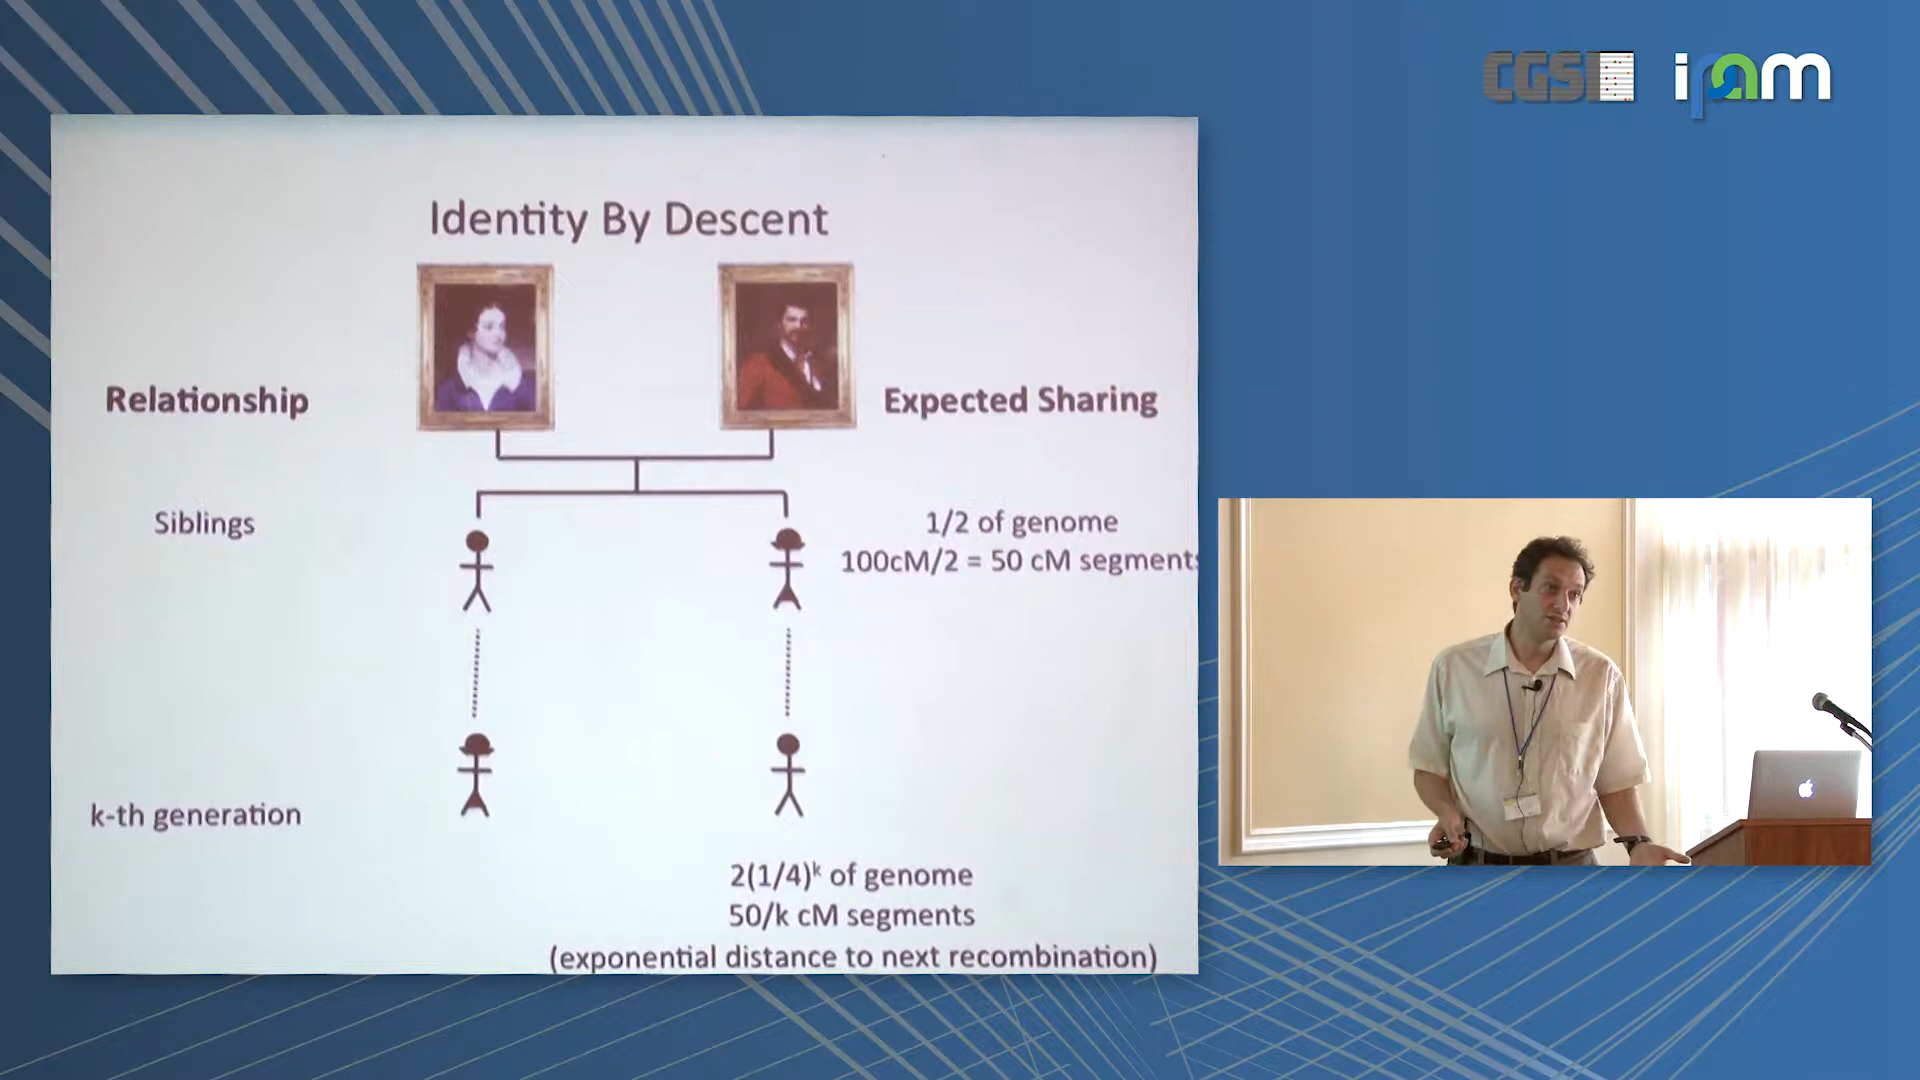 CGSI
ipam
Identity By Descent
Relationship
Expected Sharing
Siblings
1/2 of genome
100cM/2 = 50 cM segments
k-th generation
2(1/4)ᵏ of genome
50/k cM segments
(exponential distance to next recombination)